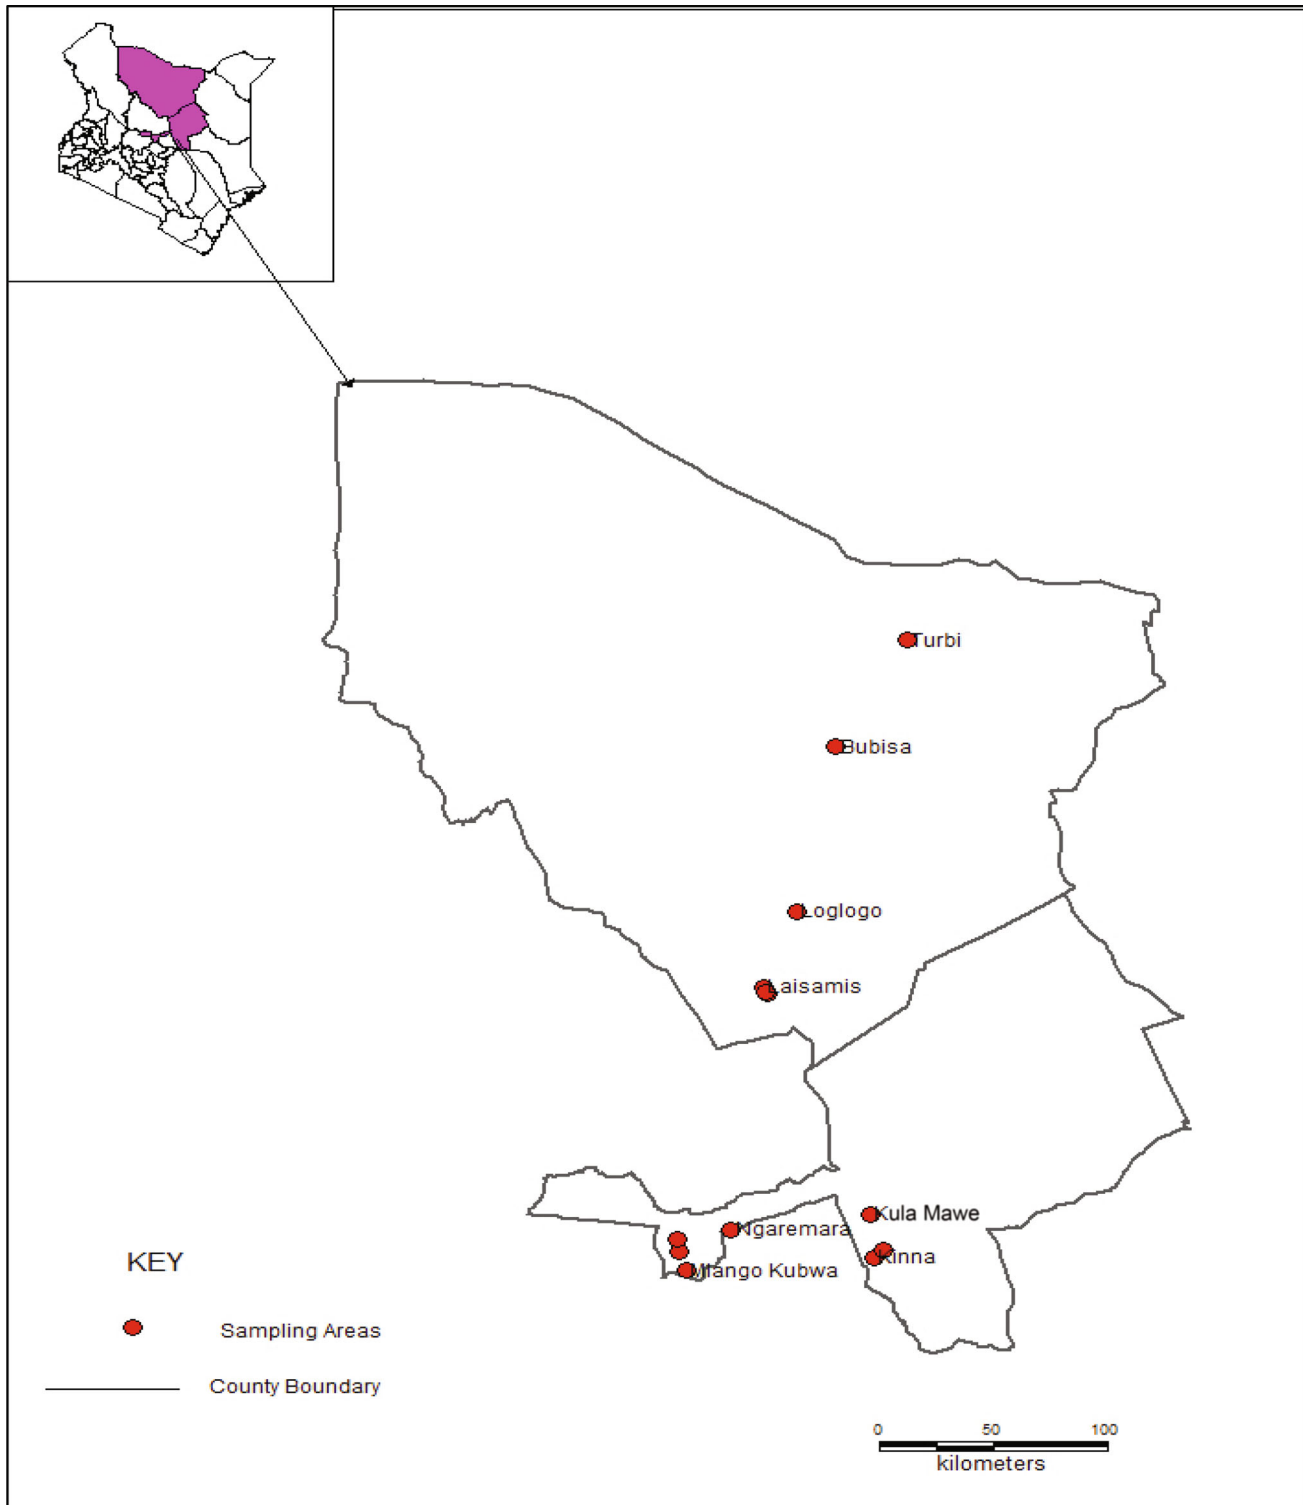 Turbi
Bubisa
Loglogo
Laisamis
Kula Mawe
Ngaremara
Kinna
Mlango Kubwa
KEY
Sampling Areas
County Boundary
0 50 100
kilometers